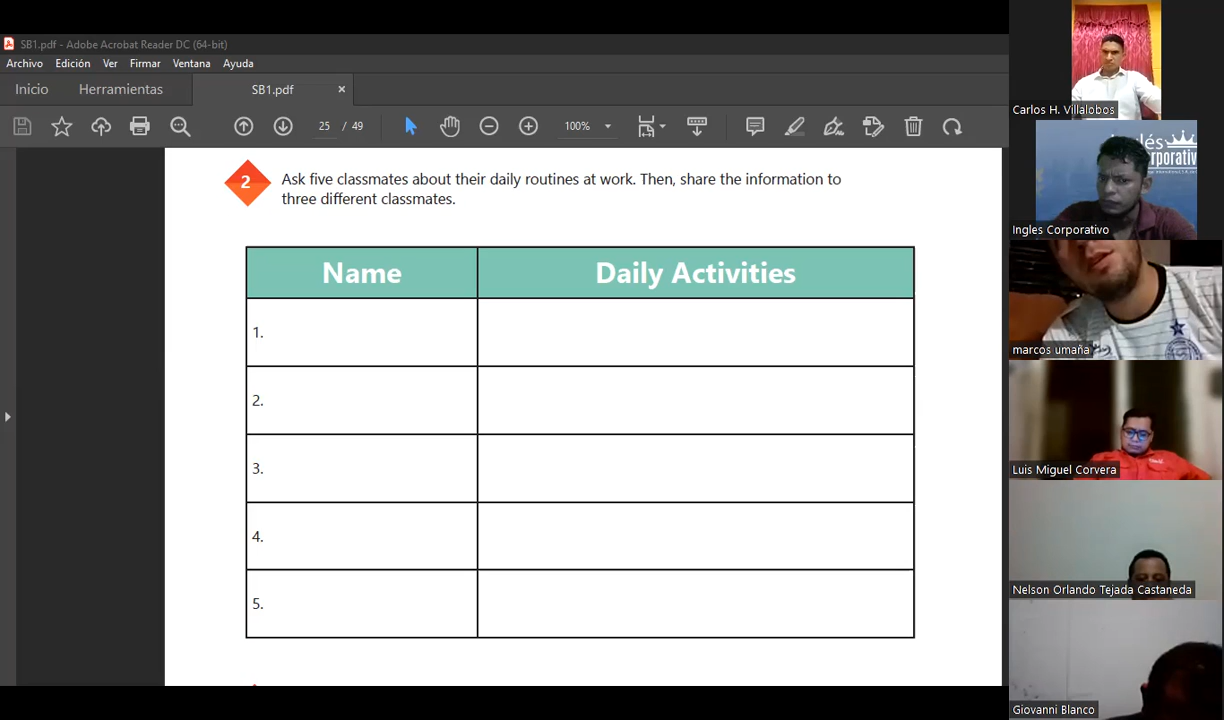 SB1.pdf - Adobe Acrobat Reader DC (64-bit)
Archivo Edición Ver Firmar Ventana Ayuda
Inicio Herramientas SB1.pdf ×
25 / 49 100%
2 Ask five classmates about their daily routines at work. Then, share the information to
three different classmates.
Name Daily Activities
1.
2.
3.
4.
5.
Carlos H. Villalobos
Ingles Corporativo
marcos umaña
Luis Miguel Corvera
Nelson Orlando Tejada Castaneda
Giovanni Blanco